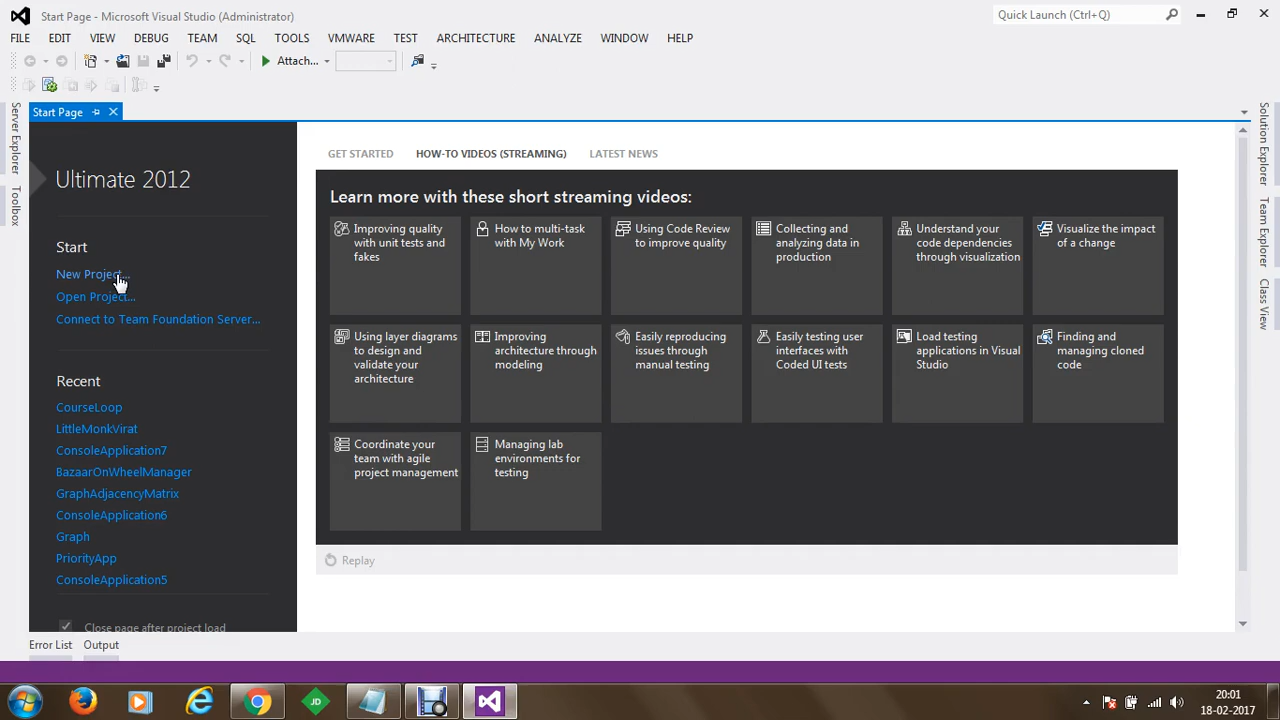 Start Page - Microsoft Visual Studio (Administrator)
Quick Launch (Ctrl+Q)
FILE EDIT VIEW DEBUG TEAM SQL TOOLS VMWARE TEST ARCHITECTURE ANALYZE WINDOW HELP
Attach...
Start Page
Server Explorer
Toolbox
Solution Explorer
Team Explorer
Class View
Ultimate 2012
Start
New Project...
Open Project...
Connect to Team Foundation Server...
Recent
CourseLoop
LittleMonkVirat
ConsoleApplication7
BazaarOnWheelManager
GraphAdjacencyMatrix
ConsoleApplication6
Graph
PriorityApp
ConsoleApplication5
Close page after project load
GET STARTED HOW-TO VIDEOS (STREAMING) LATEST NEWS
Learn more with these short streaming videos:
Improving quality
with unit tests and
fakes
How to multi-task
with My Work
Using Code Review
to improve quality
Collecting and
analyzing data in
production
Understand your
code dependencies
through visualization
Visualize the impact
of a change
Using layer diagrams
to design and
validate your
architecture
Improving
architecture through
modeling
Easily reproducing
issues through
manual testing
Easily testing user
interfaces with
Coded UI tests
Load testing
applications in Visual
Studio
Finding and
managing cloned
code
Coordinate your
team with agile
project management
Managing lab
environments for
testing
Replay
Error List Output
JD
20:01
18-02-2017